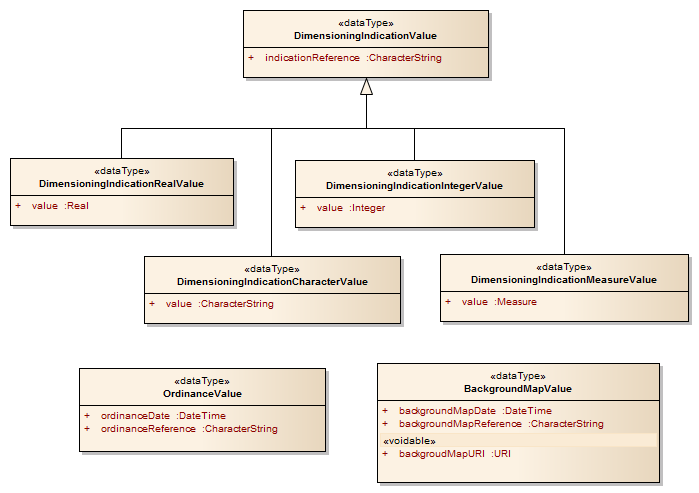 «dataType»
DimensioningIndicationValue
+ indicationReference :CharacterString
«dataType»
DimensioningIndicationRealValue
+ value :Real
«dataType»
DimensioningIndicationIntegerValue
+ value :Integer
«dataType»
DimensioningIndicationCharacterValue
+ value :CharacterString
«dataType»
DimensioningIndicationMeasureValue
+ value :Measure
«dataType»
OrdinanceValue
+ ordinanceDate :DateTime
+ ordinanceReference :CharacterString
«dataType»
BackgroundMapValue
+ backgroundMapDate :DateTime
+ backgroundMapReference :CharacterString
«voidable»
+ backgroudMapURI :URI